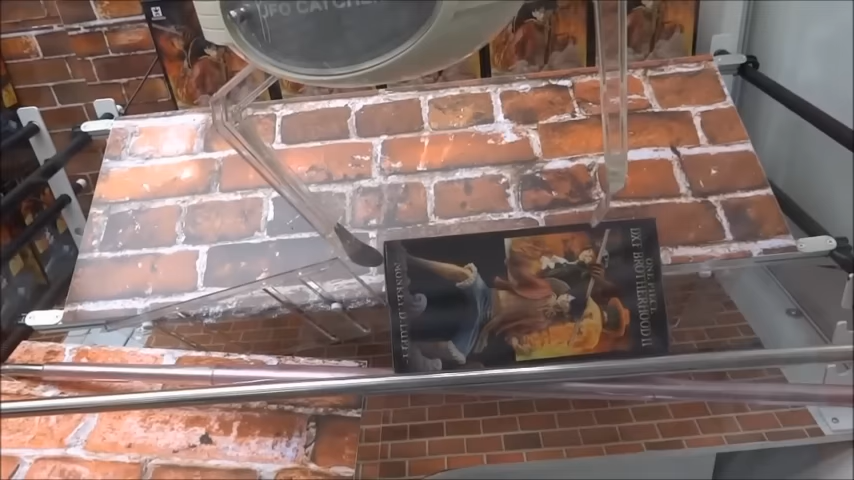 UFO CATCHER
MONKEY.D.LUFFY
ONE PIECE
DXF BROTHERHOOD II